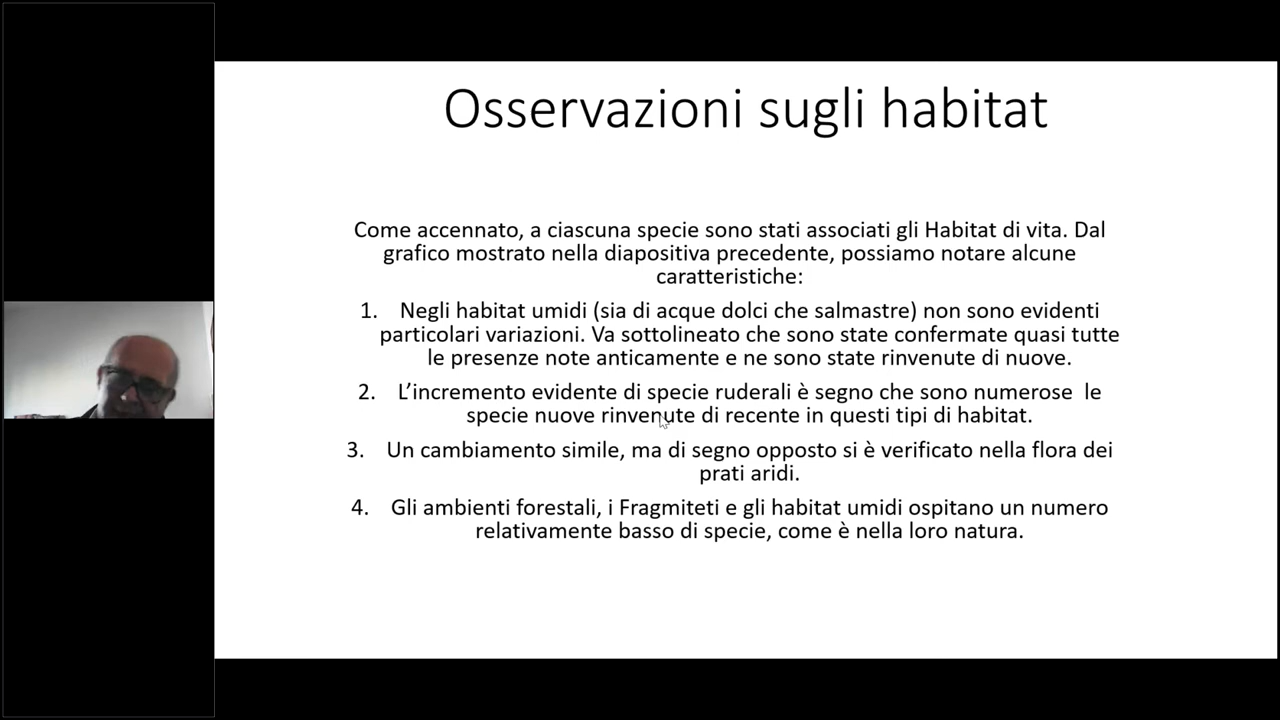 Osservazioni sugli habitat
Come accennato, a ciascuna specie sono stati associati gli Habitat di vita. Dal
grafico mostrato nella diapositiva precedente, possiamo notare alcune
caratteristiche:
1. Negli habitat umidi (sia di acque dolci che salmastre) non sono evidenti
particolari variazioni. Va sottolineato che sono state confermate quasi tutte
le presenze note anticamente e ne sono state rinvenute di nuove.
2. L’incremento evidente di specie ruderali è segno che sono numerose le
specie nuove rinvenute di recente in questi tipi di habitat.
3. Un cambiamento simile, ma di segno opposto si è verificato nella flora dei
prati aridi.
4. Gli ambienti forestali, i Fragmiteti e gli habitat umidi ospitano un numero
relativamente basso di specie, come è nella loro natura.